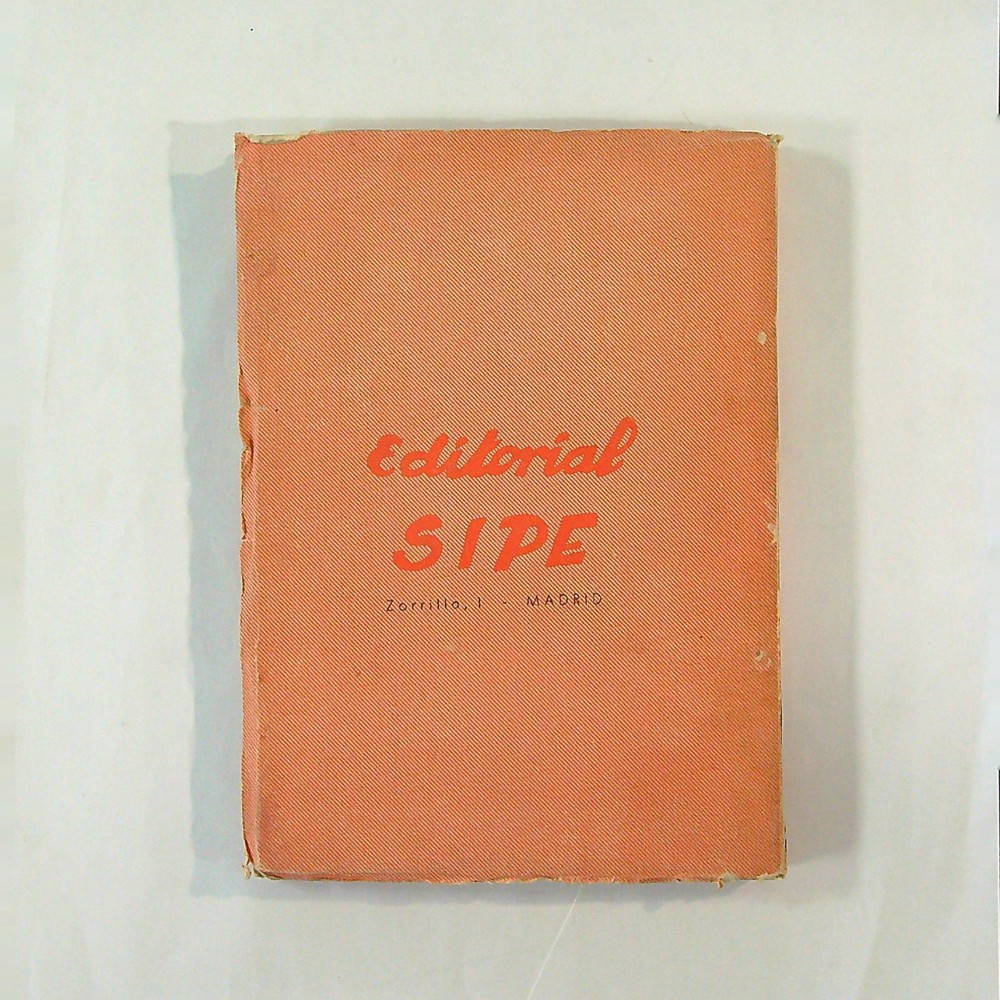 Editorial
SIPE
Zorrilla, 1 - MADRID